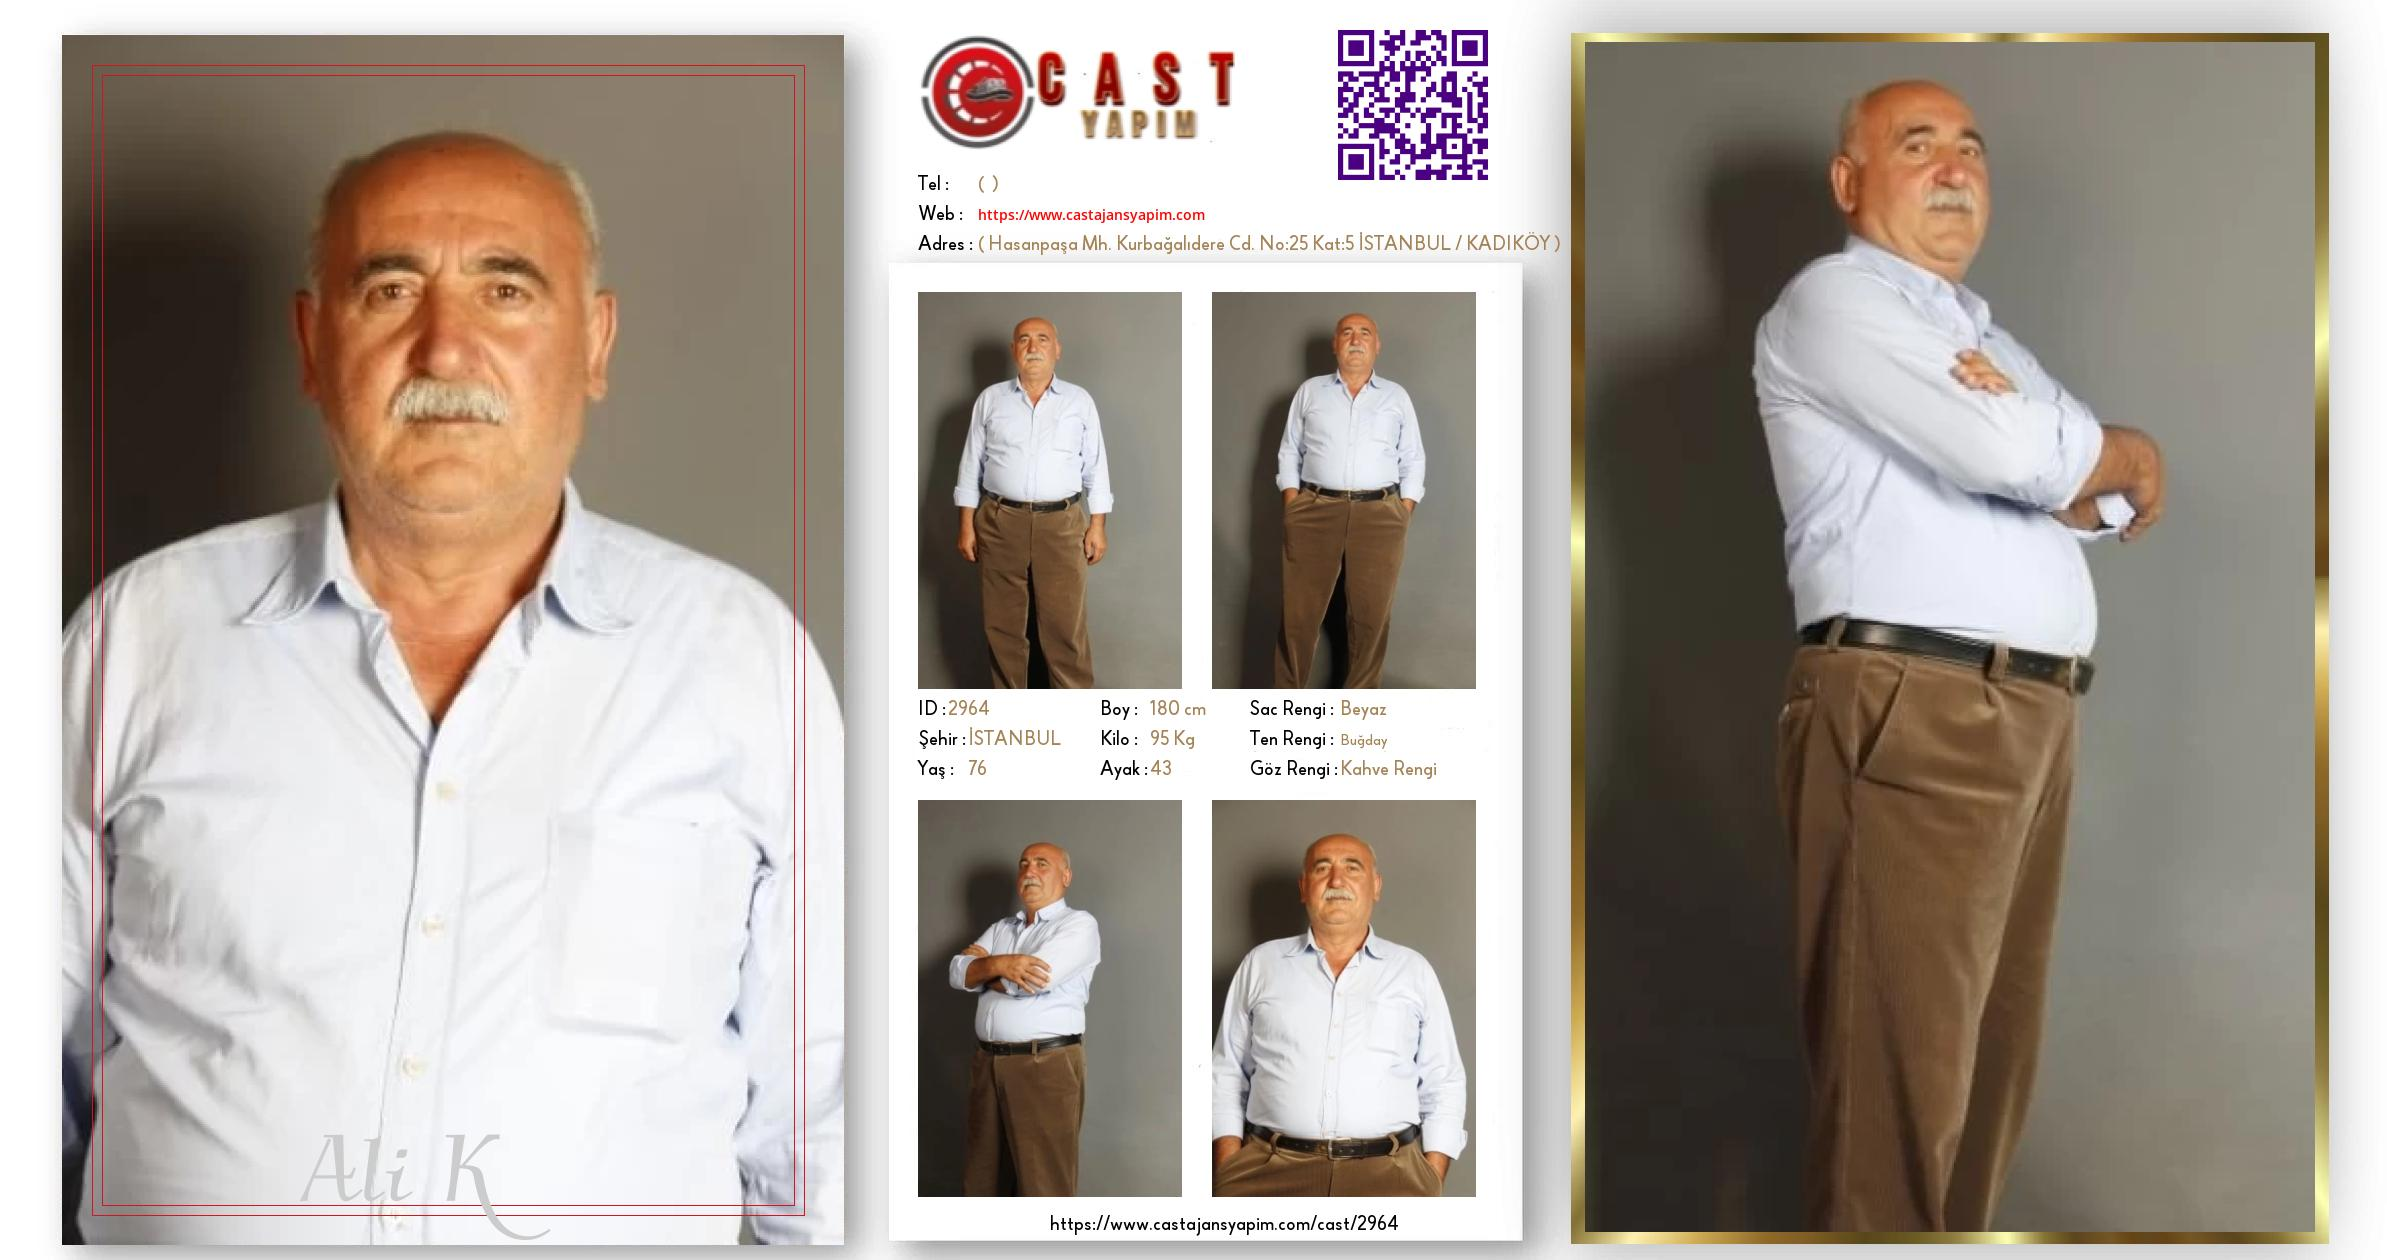 CAST
YAPIM
Tel : ( )
Web : https://www.castajansyapim.com
Adres : ( Hasanpaşa Mh. Kurbağalıdere Cd. No:25 Kat:5 İSTANBUL / KADIKÖY )
ID : 2964 Boy : 180 cm Sac Rengi : Beyaz
Şehir : İSTANBUL Kilo : 95 Kg Ten Rengi : Buğday
Yaş : 76 Ayak : 43 Göz Rengi : Kahve Rengi
Ali K
https://www.castajansyapim.com/cast/2964